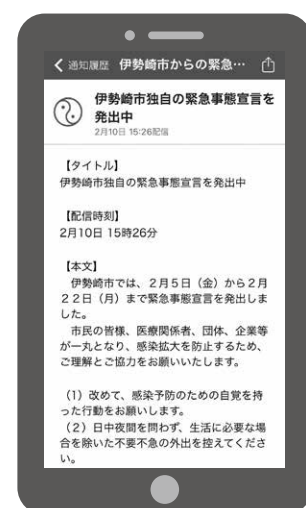 通知履歴 伊勢崎市からの緊急…
伊勢崎市独自の緊急事態宣言を
発出中
2月10日 15:26配信
【タイトル】
伊勢崎市独自の緊急事態宣言を発出中
【配信時刻】
2月10日 15時26分
【本文】
伊勢崎市では、２月５日（金）から２月
２２日（月）まで緊急事態宣言を発出しま
した。
市民の皆様、医療関係者、団体、企業等
が一丸となり、感染拡大を防止するため、
ご理解とご協力をお願いいたします。
（1）改めて、感染予防のための自覚を持
った行動をお願いします。
（2）日中夜間を問わず、生活に必要な場
合を除いた不要不急の外出を控えてくださ
い。